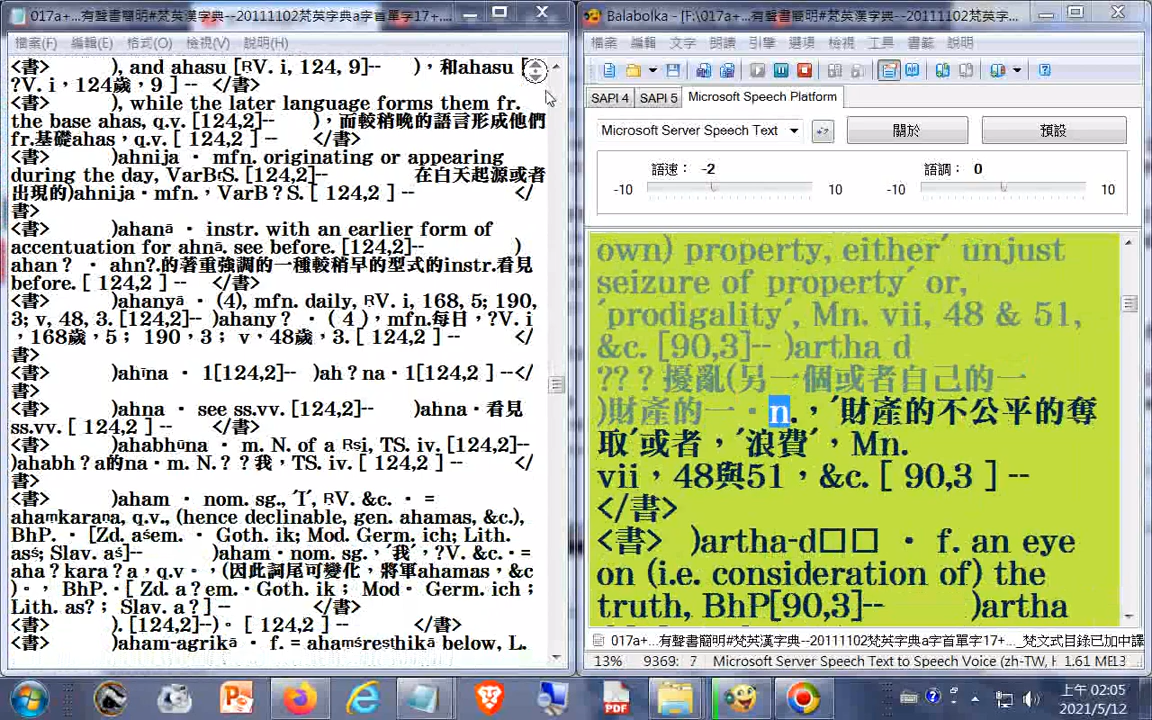 017a+...有聲書簡明#梵英漢字典--20111102梵英字典a字首單字17+...
檔案(F) 編輯(E) 格式(O) 檢視(V) 說明(H)
<書> ), and ahasu [RV. i, 124, 9]-- )，和ahasu [
?V. i，124歲，9 ] -- </書>
<書> ), while the later language forms them fr.
the base ahas, q.v. [124,2]-- )，而較稍晚的語言形成他們
fr.基礎ahas，q.v. [ 124,2 ] -- </書>
<書> )ahnija · mfn. originating or appearing
during the day, VarBṛS. [124,2]-- 在白天起源或者
出現的)ahnija·mfn.，VarB？S. [ 124,2 ] -- </
書>
<書> )ahanā · instr. with an earlier form of
accentuation for ahnā. see before. [124,2]-- )
ahan？ · ahn?.的著重強調的一種較稍早的型式的instr.看見
before. [ 124,2 ] -- </書>
<書> )ahanyā · (4), mfn. daily, RV. i, 168, 5; 190,
3; v, 48, 3. [124,2]-- )ahany？ ·（ 4 )，mfn.每日，?V. i
，168歲，5； 190，3； v，48歲，3. [ 124,2 ] -- </
書>
<書> )ahīna · 1[124,2]-- )ah？na·1[124,2 ] --</
書>
<書> )ahna · see ss.vv. [124,2]-- )ahna·看見
ss.vv. [ 124,2 ] -- </書>
<書> )ahabhūna · m. N. of a Ṛṣi, TS. iv. [124,2]--
)ahabh？a的na·m. N.？？我，TS. iv. [ 124,2 ] -- </
書>
<書> )aham · nom. sg., ´I´, RV. &c. · =
ahaṃkaraṇa, q.v., (hence declinable, gen. ahamas, &c.),
BhP. · [Zd. aśem. · Goth. ik; Mod. Germ. ich; Lith.
asś; Slav. aś]-- )aham·nom. sg.，´我´，?V. &c.·=
aha？kara？a，q.v·，(因此詞尾可變化，將軍ahamas，&c
)·， BhP.·[ Zd. a？em.·Goth. ik； Mod· Germ. ich；
Lith. as?； Slav. a？] -- </書>
<書> ). [124,2]--)· [ 124,2 ] -- </書>
<書> )aham-agrikā · f. = ahaṃśreṣṭhikā below, L.
Balabolka - [F:\017a+...有聲書簡明#梵英漢字典--20111102梵英字...
檔案 編輯 文字 朗讀 引擎 選項 檢視 工具 書籤 說明
SAPI 4 SAPI 5 Microsoft Speech Platform
Microsoft Server Speech Text 關於 預設
語速： -2 語調： 0
-10 10 -10 10
own) property, either´ unjust
seizure of property´ or,
´prodigality´, Mn. vii, 48 & 51,
&c. [90,3]-- )artha d
??？擾亂(另一個或者自己的一
)財產的一·n.，´財產的不公平的奪
取´或者，´浪費´，Mn.
vii，48與51，&c. [ 90,3 ] --
</書>
<書> )artha-d□□ · f. an eye
on (i.e. consideration of) the
truth, BhP[90,3]-- )artha
017a+...有聲書簡明#梵英漢字典--20111102梵英字典a字首單字17+..._梵文式目錄已加中譯
13% 9369: 7 Microsoft Server Speech Text to Speech Voice (zh-TW, H 1.61 MB
上午 02:05
2021/5/12